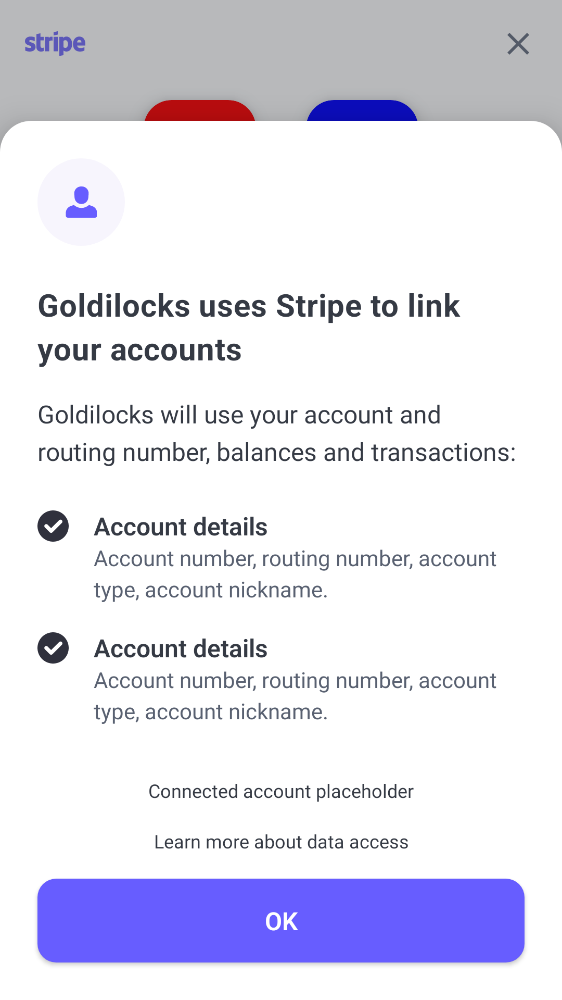 stripe
Goldilocks uses Stripe to link
your accounts
Goldilocks will use your account and
routing number, balances and transactions:
Account details
Account number, routing number, account
type, account nickname.
Account details
Account number, routing number, account
type, account nickname.
Connected account placeholder
Learn more about data access
OK